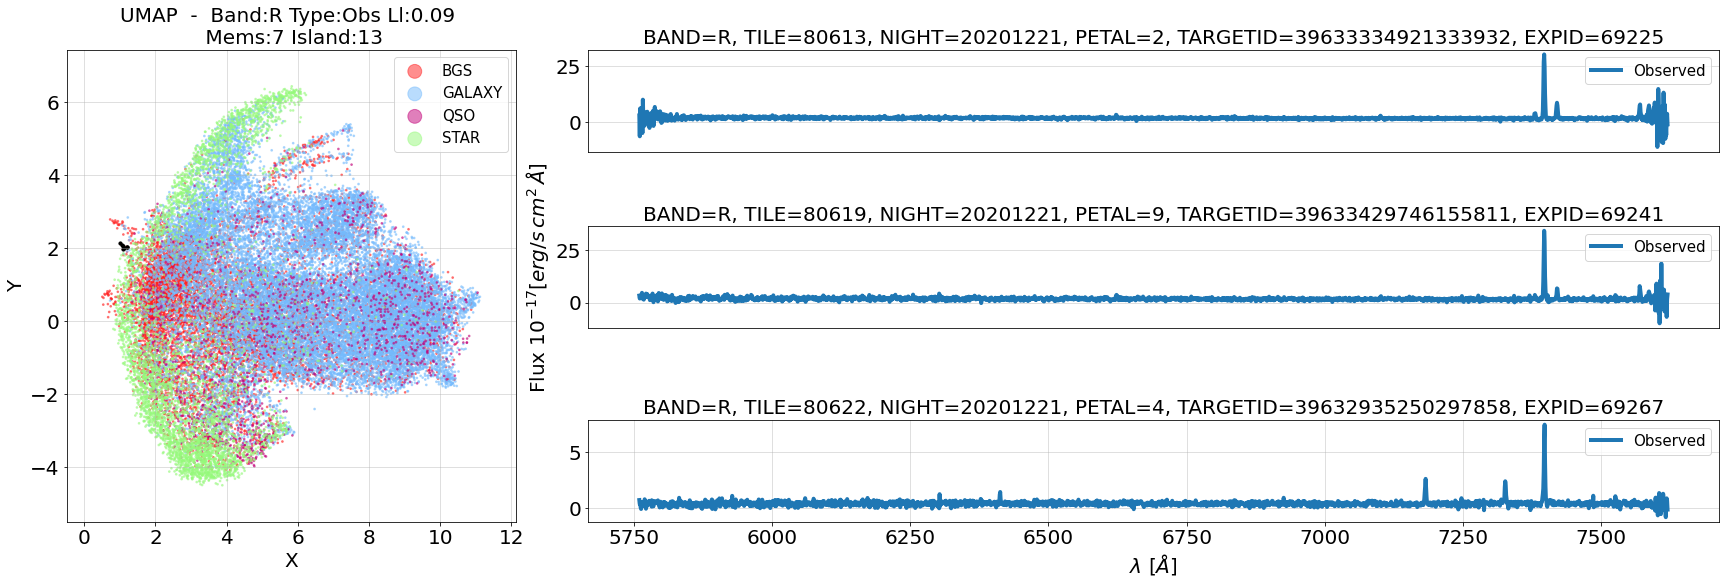 UMAP  -  Band:R Type:Obs Ll:0.09
Mems:7 Island:13
BGS
GALAXY
QSO
STAR
6
4
2
0
−2
−4
Y
0
2
4
6
8
10
12
X
Flux 10⁻¹⁷[erg/s cm² Å]
BAND=R, TILE=80613, NIGHT=20201221, PETAL=2, TARGETID=39633334921333932, EXPID=69225
Observed
25
0
BAND=R, TILE=80619, NIGHT=20201221, PETAL=9, TARGETID=39633429746155811, EXPID=69241
Observed
25
0
BAND=R, TILE=80622, NIGHT=20201221, PETAL=4, TARGETID=39632935250297858, EXPID=69267
Observed
5
0
5750
6000
6250
6500
6750
7000
7250
7500
λ [Å]